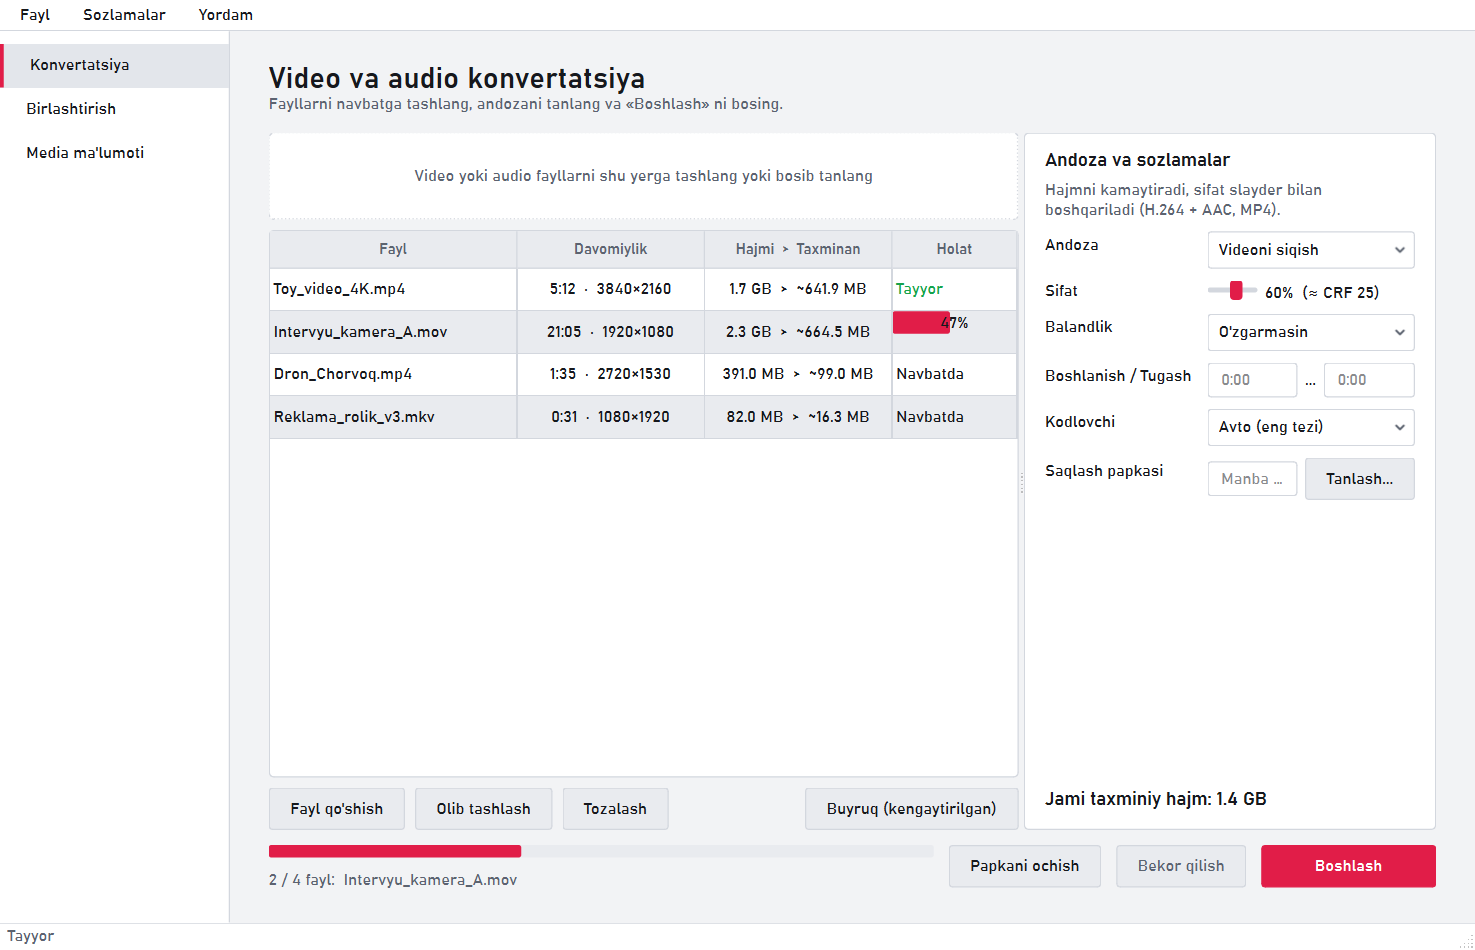 Fayl Sozlamalar Yordam
Konvertatsiya
Birlashtirish
Media ma'lumoti
Video va audio konvertatsiya
Fayllarni navbatga tashlang, andozani tanlang va «Boshlash» ni bosing.
Video yoki audio fayllarni shu yerga tashlang yoki bosib tanlang
Fayl Davomiylik Hajmi > Taxminan Holat
Toy_video_4K.mp4 5:12 · 3840×2160 1.7 GB > ~641.9 MB Tayyor
Intervyu_kamera_A.mov 21:05 · 1920×1080 2.3 GB > ~664.5 MB 47%
Dron_Chorvoq.mp4 1:35 · 2720×1530 391.0 MB > ~99.0 MB Navbatda
Reklama_rolik_v3.mkv 0:31 · 1080×1920 82.0 MB > ~16.3 MB Navbatda
Fayl qo'shish Olib tashlash Tozalash Buyruq (kengaytirilgan)
Andoza va sozlamalar
Hajmni kamaytiradi, sifat slayder bilan
boshqariladi (H.264 + AAC, MP4).
Andoza Videoni siqish
Sifat 60% (≈ CRF 25)
Balandlik O'zgarmasin
Boshlanish / Tugash 0:00 ... 0:00
Kodlovchi Avto (eng tezi)
Saqlash papkasi Manba ... Tanlash...
Jami taxminiy hajm: 1.4 GB
2 / 4 fayl: Intervyu_kamera_A.mov
Papkani ochish Bekor qilish Boshlash
Tayyor